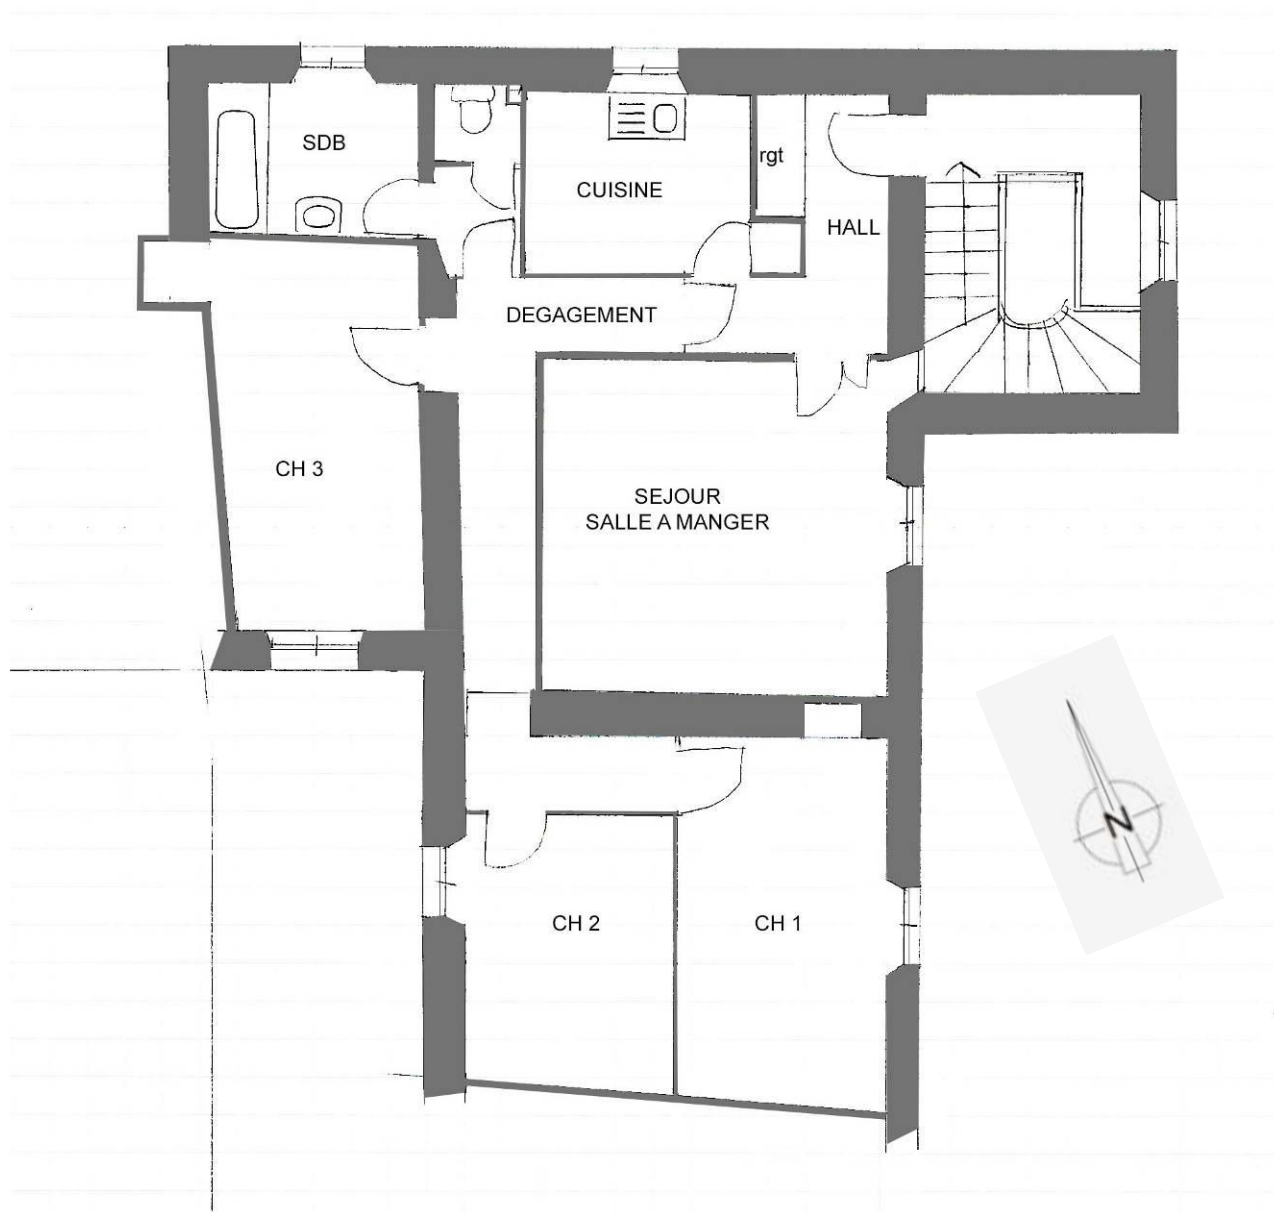 SDB
CUISINE
rgt
HALL
DEGAGEMENT
CH 3
SEJOUR
SALLE A MANGER
N
CH 2
CH 1